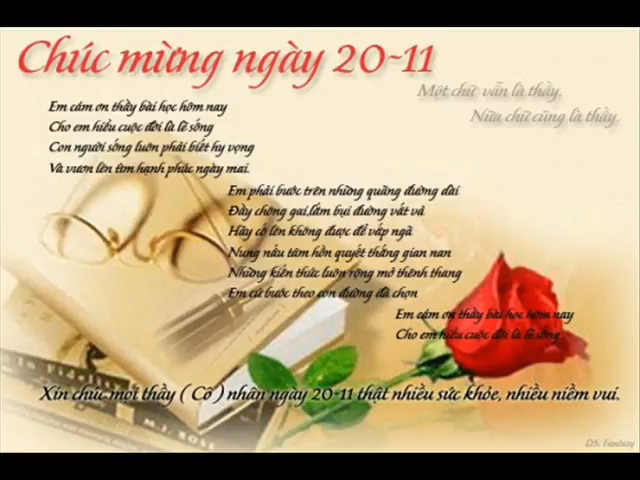 Chúc mừng ngày 20-11
Một chữ vẫn là thầy.
Nửa chữ cũng là thầy.
Em cám ơn thầy bài học hôm nay
Cho em hiểu cuộc đời là lẽ sống
Con người sống luôn phải biết hy vọng
Và vươn lên tìm hạnh phúc ngày mai.
Em phải bước trên những quãng đường dài
Đầy chông gai, lắm bụi đường vất vả
Hãy cố lên không được để vấp ngã
Nung nấu tâm hồn quyết thắng gian nan
Những kiến thức luôn rộng mở thênh thang
Em cứ bước theo con đường đã chọn
Em cám ơn thầy bài học hôm nay
Cho em hiểu cuộc đời là lẽ sống
Xin chúc mọi thầy ( Cô ) nhân ngày 20-11 thật nhiều sức khỏe, nhiều niềm vui.
M.J. ROSE
DS: Fantasy